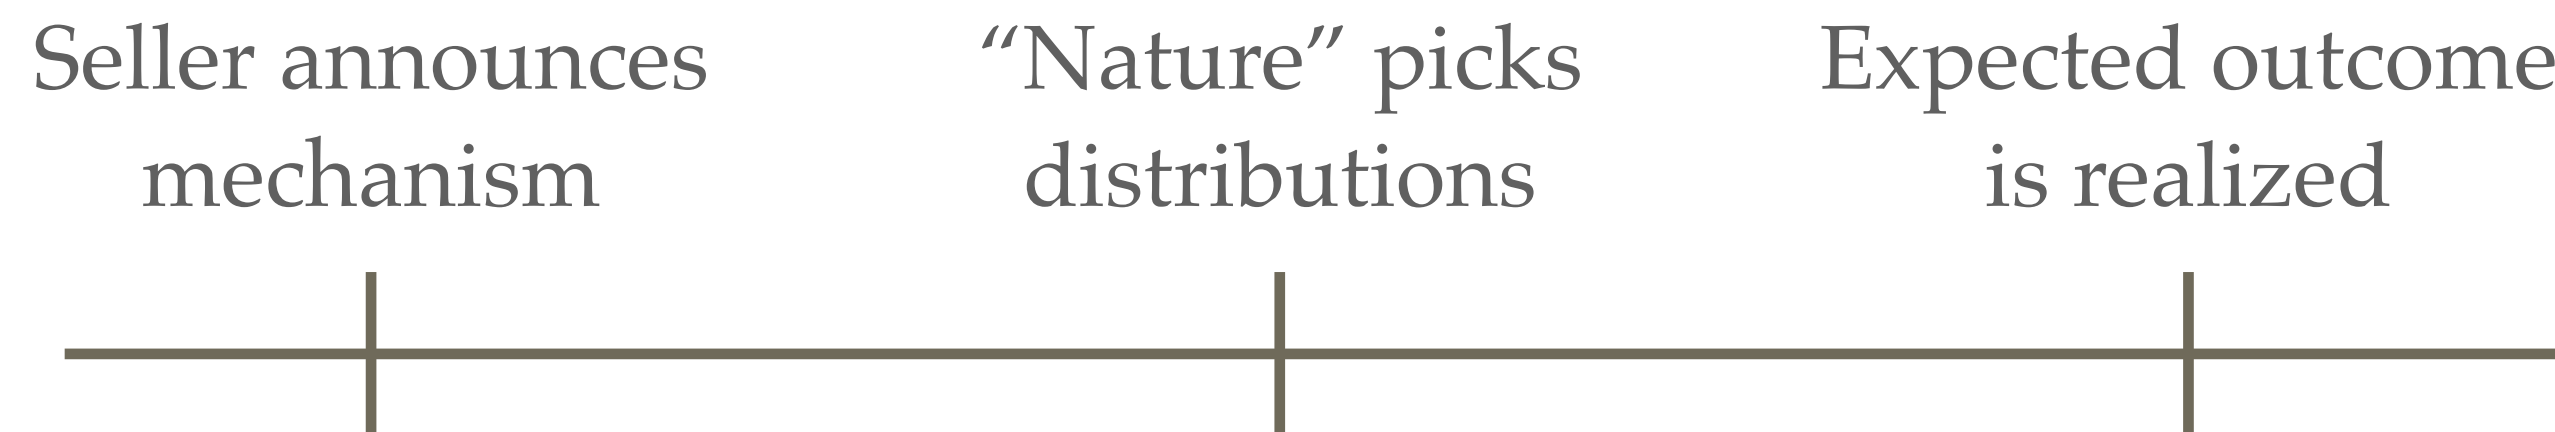 Seller announces
mechanism
“Nature” picks
distributions
Expected outcome
is realized